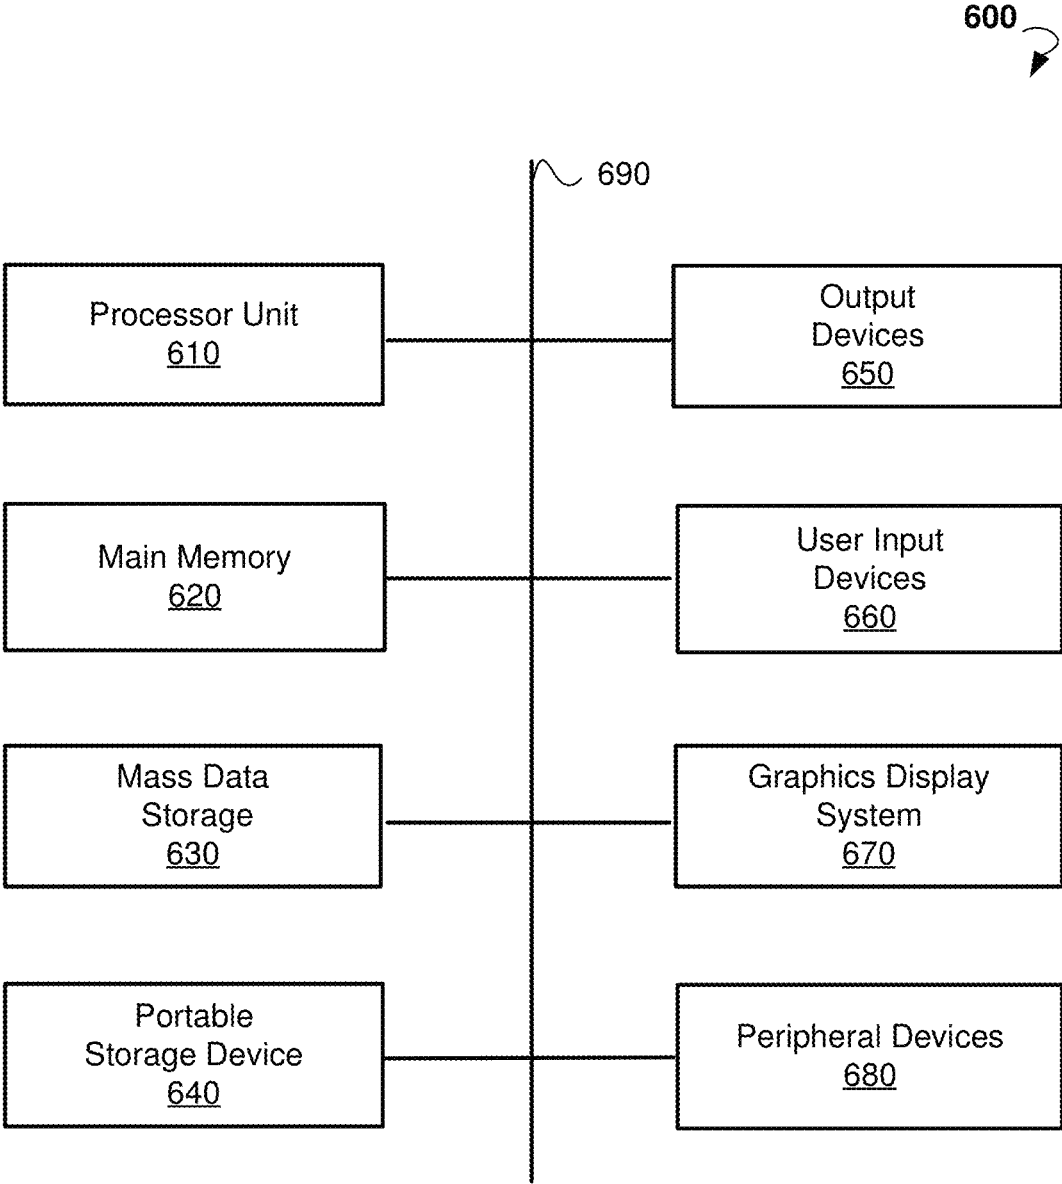 600
690
Processor Unit
610
Output
Devices
650
Main Memory
620
User Input
Devices
660
Mass Data
Storage
630
Graphics Display
System
670
Portable
Storage Device
640
Peripheral Devices
680